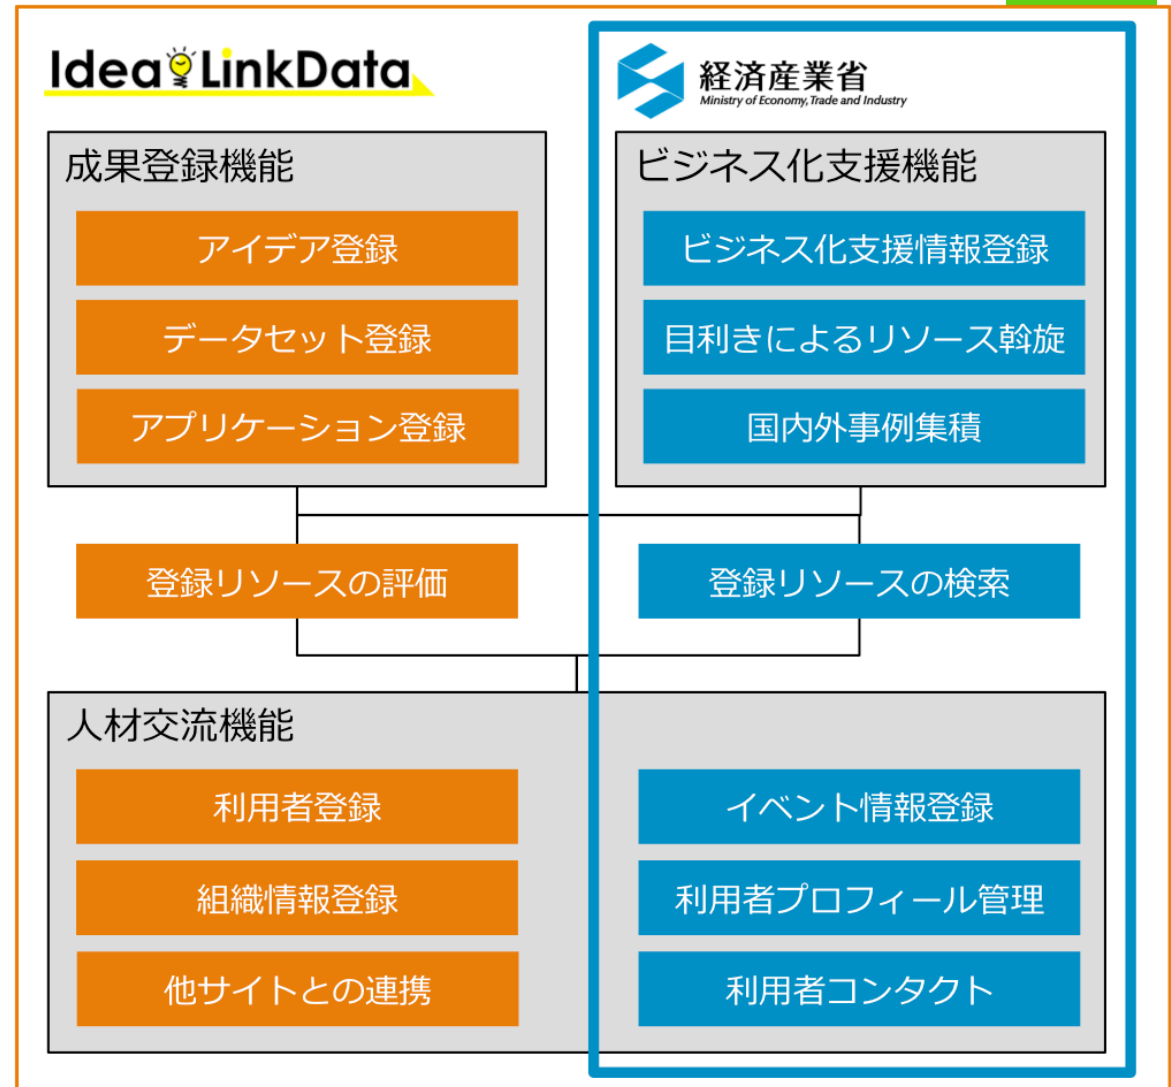 Idea LinkData
経済産業省
Ministry of Economy, Trade and Industry
成果登録機能
アイデア登録
データセット登録
アプリケーション登録
ビジネス化支援機能
ビジネス化支援情報登録
目利きによるリソース斡旋
国内外事例集積
登録リソースの評価
登録リソースの検索
人材交流機能
利用者登録
組織情報登録
他サイトとの連携
イベント情報登録
利用者プロフィール管理
利用者コンタクト